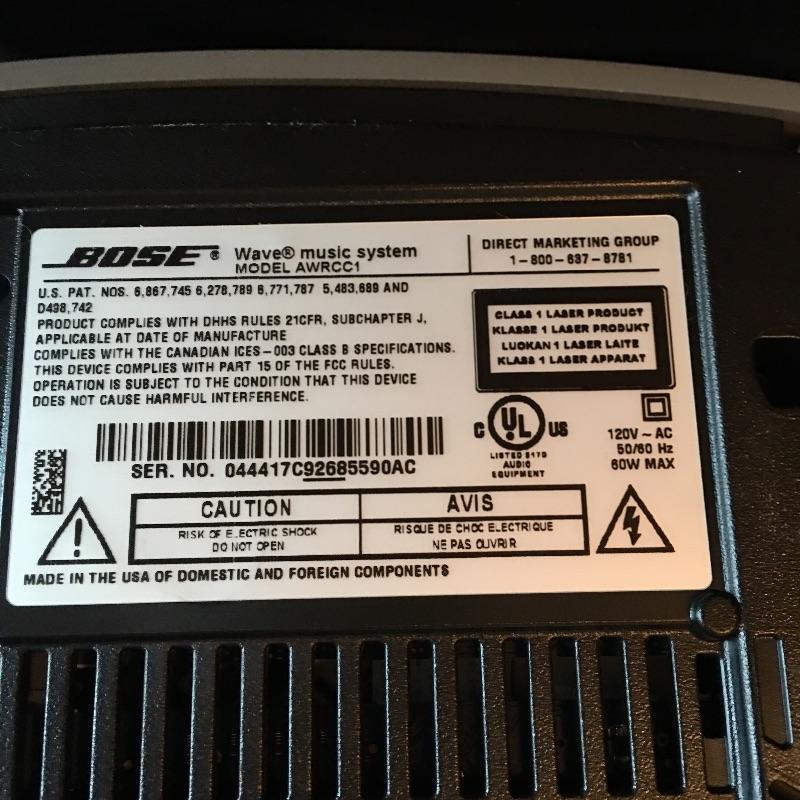 BOSE® Wave® music system
MODEL AWRCC1
DIRECT MARKETING GROUP
1-800-637-8781
U.S. PAT. NOS. 6,867,745 6,278,789 6,771,787 5,483,689 AND
D498,742
PRODUCT COMPLIES WITH DHHS RULES 21CFR, SUBCHAPTER J,
APPLICABLE AT DATE OF MANUFACTURE
COMPLIES WITH THE CANADIAN ICES-003 CLASS B SPECIFICATIONS.
THIS DEVICE COMPLIES WITH PART 15 OF THE FCC RULES.
OPERATION IS SUBJECT TO THE CONDITION THAT THIS DEVICE
DOES NOT CAUSE HARMFUL INTERFERENCE.
CLASS 1 LASER PRODUCT
KLASSE 1 LASER PRODUKT
LUOKAN 1 LASER LAITE
KLASS 1 LASER APPARAT
C UL US
LISTED 817D
AUDIO
EQUIPMENT
120V ~ AC
50/60 Hz
60W MAX
SER. NO. 044417C92685590AC
CAUTION
RISK OF ELECTRIC SHOCK
DO NOT OPEN
AVIS
RISQUE DE CHOC ELECTRIQUE
NE PAS OUVRIR
MADE IN THE USA OF DOMESTIC AND FOREIGN COMPONENTS